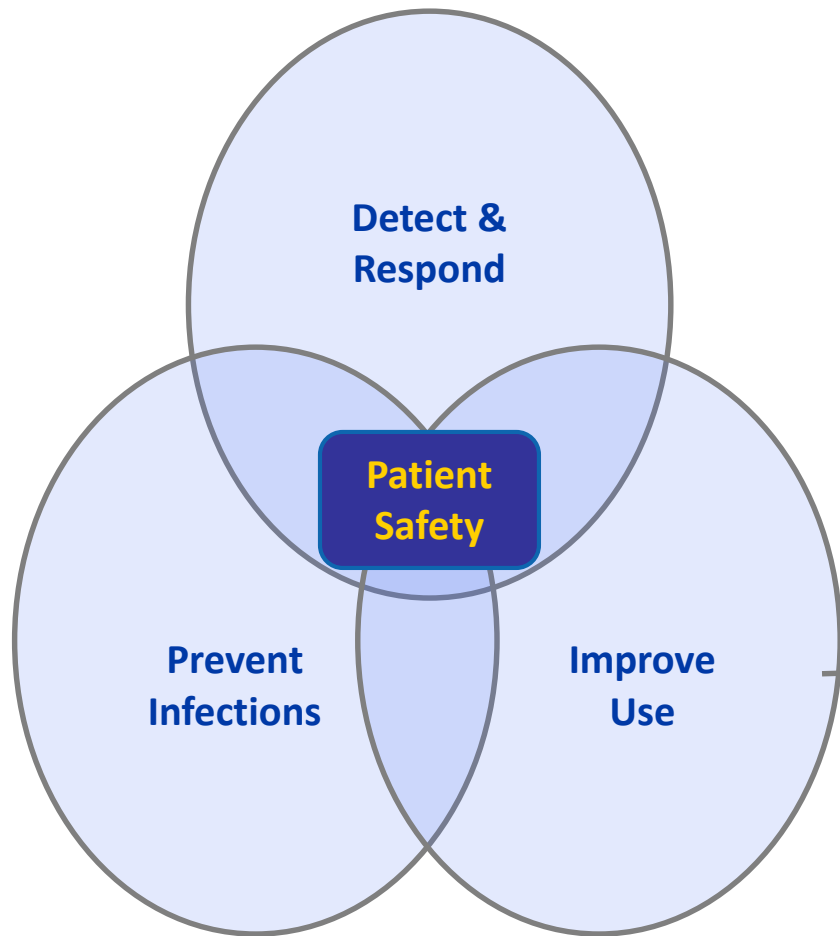 Detect &
Respond
Patient
Safety
Prevent
Infections
Improve
Use